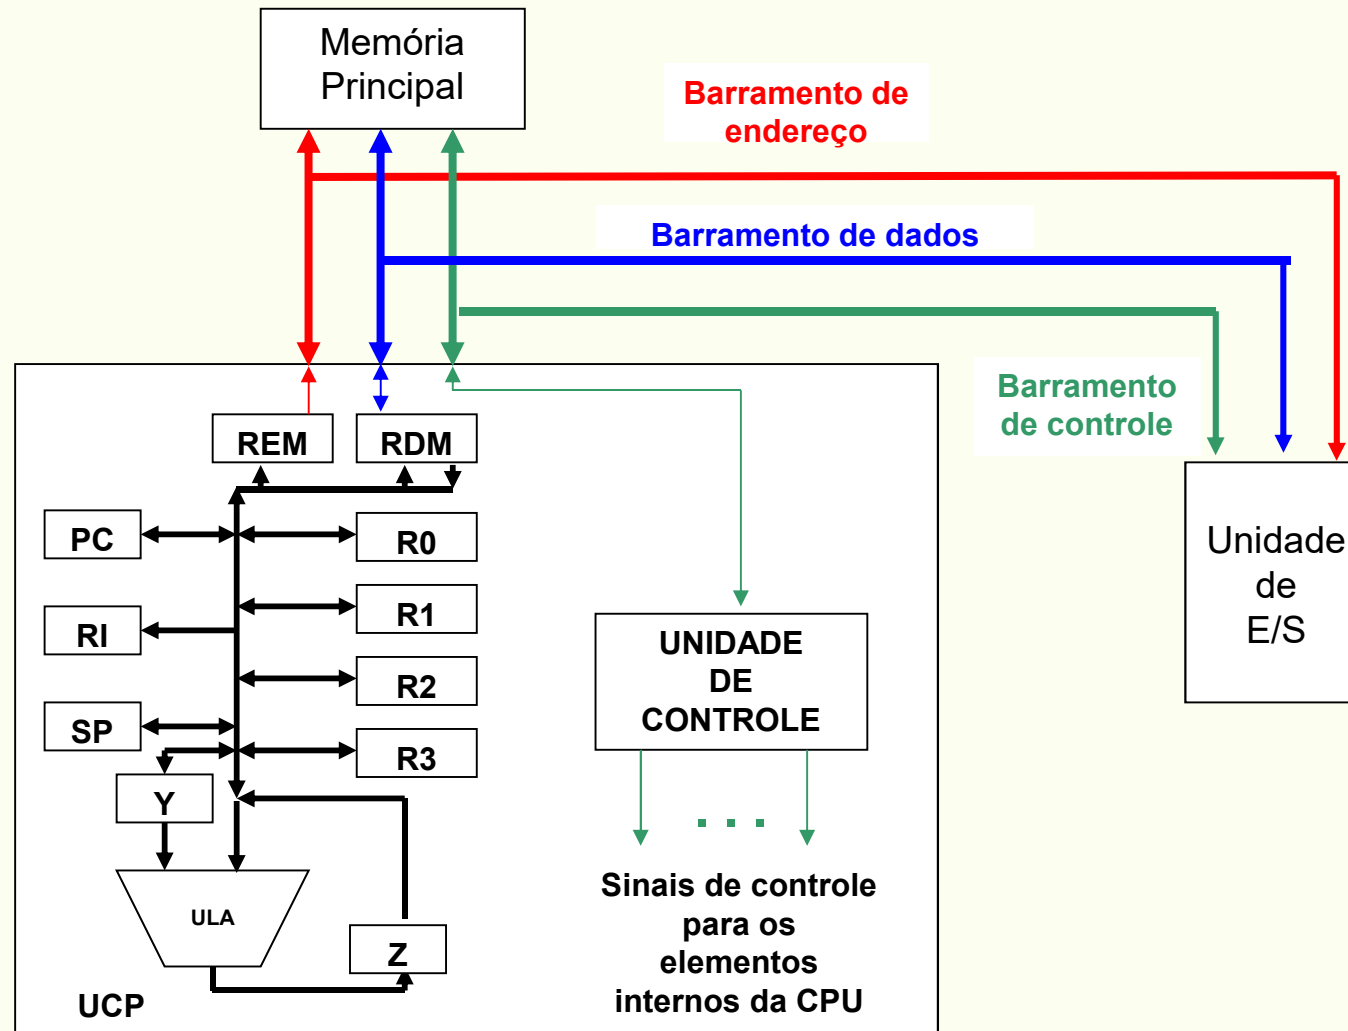 Memória
Principal
Barramento de
endereço
Barramento de dados
Barramento
de controle
REM
RDM
PC
R0
RI
R1
R2
SP
R3
Y
ULA
Z
UCP
UNIDADE
DE
CONTROLE
. . .
Sinais de controle
para os
elementos
internos da CPU
Unidade
de
E/S